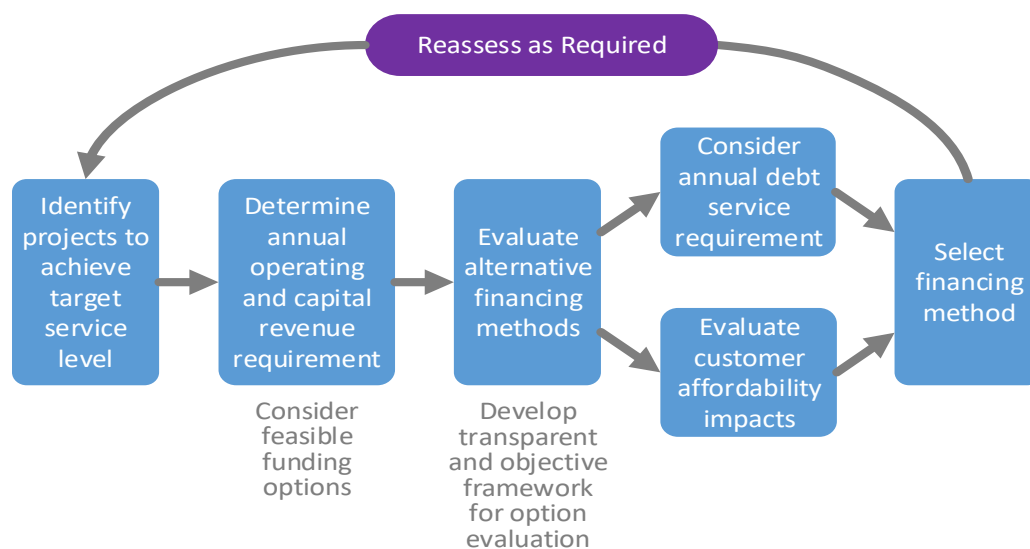 Reassess as Required
Identify
projects to
achieve
target
service
level
Determine
annual
operating
and capital
revenue
requirement
Consider
feasible
funding
options
Evaluate
alternative
financing
methods
Develop
transparent
and objective
framework
for option
evaluation
Consider
annual debt
service
requirement
Evaluate
customer
affordability
impacts
Select
financing
method